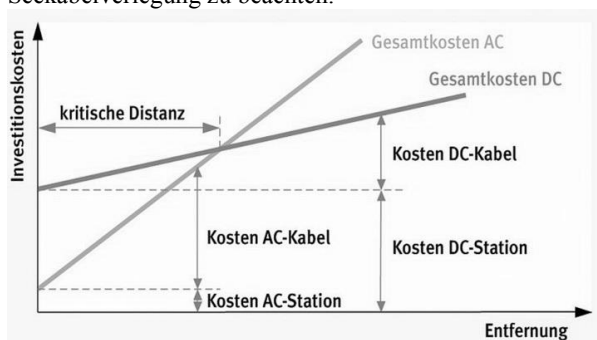 Seekabelverlegung zu beachten.
Gesamtkosten AC
Gesamtkosten DC
kritische Distanz
Investitionskosten
Kosten DC-Kabel
Kosten AC-Kabel
Kosten DC-Station
Kosten AC-Station
Entfernung